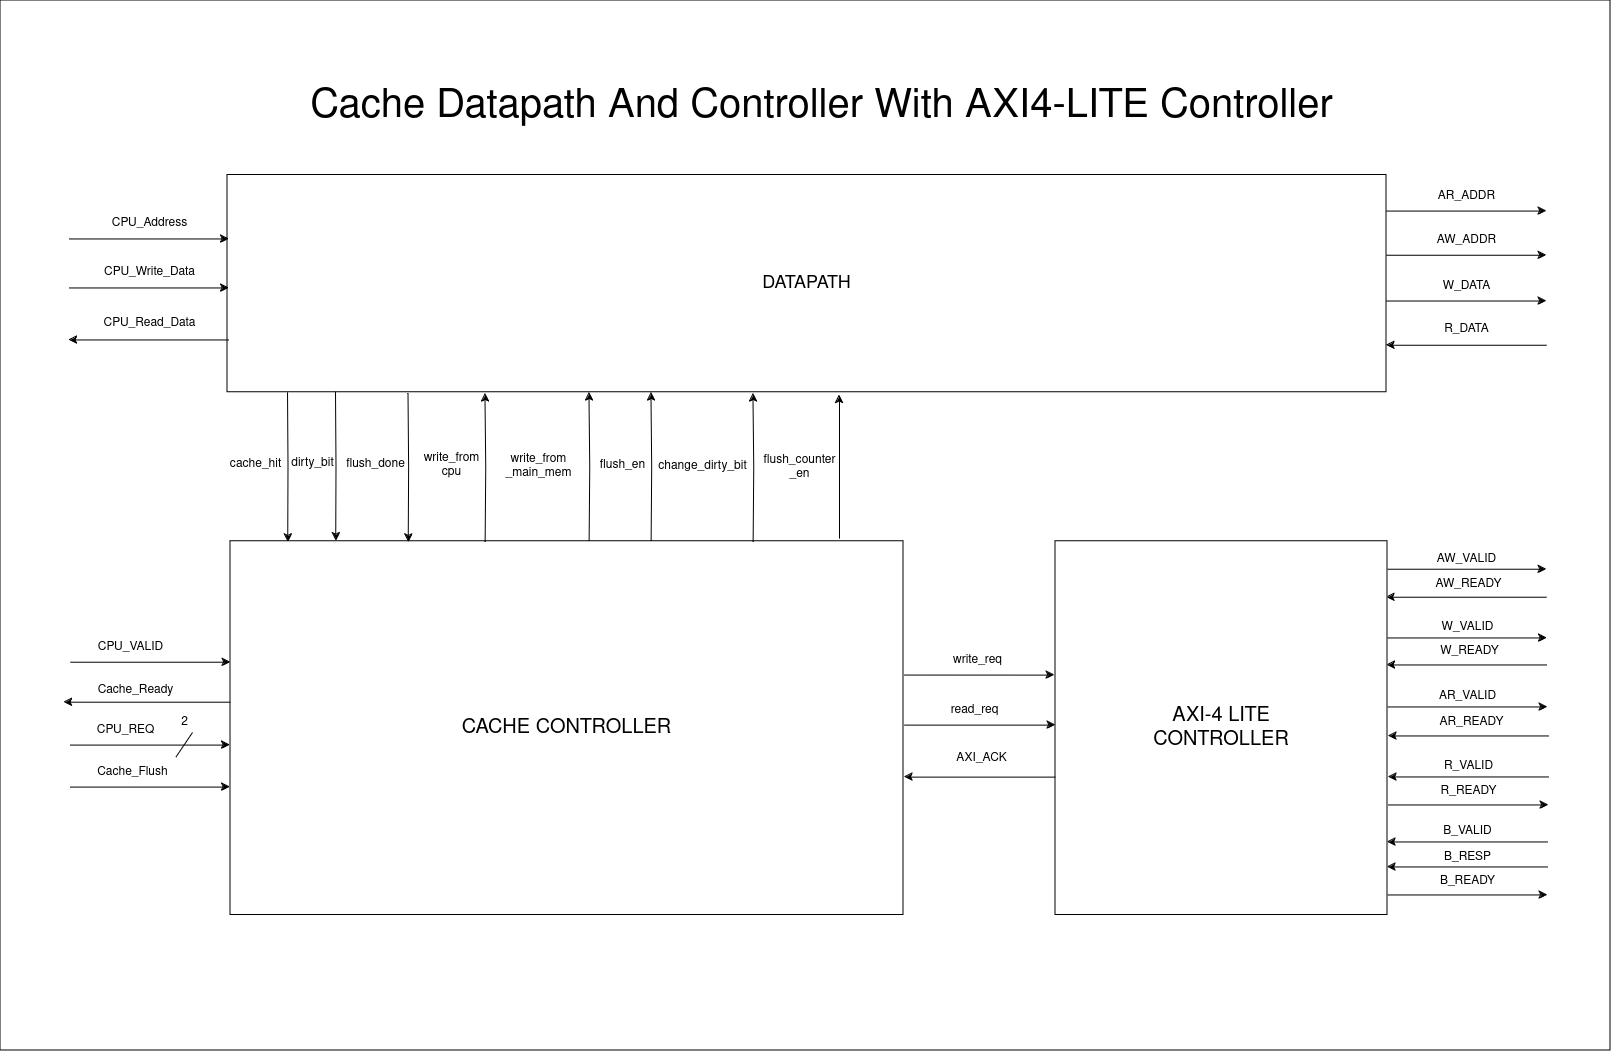 Cache Datapath And Controller With AXI4-LITE Controller
CPU_Address
CPU_Write_Data
CPU_Read_Data
DATAPATH
AR_ADDR
AW_ADDR
W_DATA
R_DATA
cache_hit
dirty_bit
flush_done
write_from
cpu
write_from
_main_mem
flush_en
change_dirty_bit
flush_counter
_en
CPU_VALID
Cache_Ready
CPU_REQ
2
Cache_Flush
CACHE CONTROLLER
write_req
read_req
AXI_ACK
AXI-4 LITE
CONTROLLER
AW_VALID
AW_READY
W_VALID
W_READY
AR_VALID
AR_READY
R_VALID
R_READY
B_VALID
B_RESP
B_READY